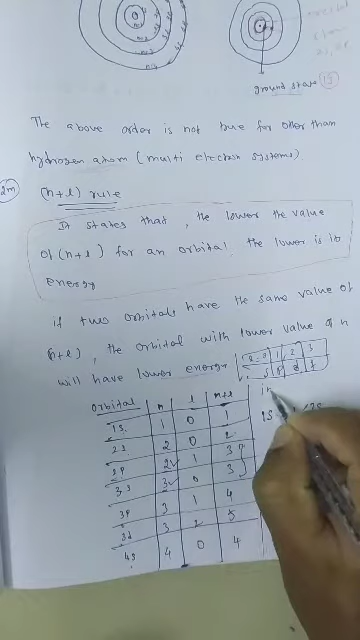 n=4
ground state 1s
The above order is not true for other than
hydrogen atom (multi electron systems)
2m (n+l) rule
It states that, the lower the value
of (n+l) for an orbital, the lower is its
energy
if two orbitals have the same value of
(n+l), the orbital with lower value of n
will have lower energy
0 1 2 3
s p d f
orbital n l n+l
1s 1 0 1
2s 2 0 2
2p 2✓ 1 3
3s 3✓ 0 3
3p 3 1 4
3d 3 2 5
4s 4 0 4
in
1s